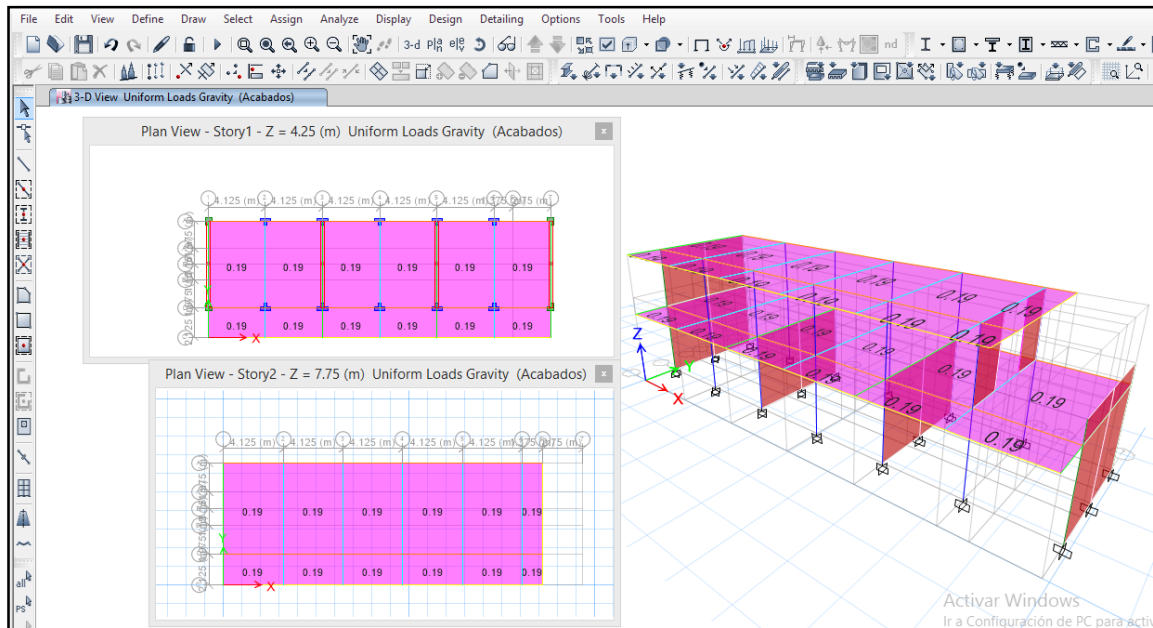 File Edit View Define Draw Select Assign Analyze Display Design Detailing Options Tools Help
3-d
nd
3-D View Uniform Loads Gravity (Acabados)
Plan View - Story1 - Z = 4.25 (m) Uniform Loads Gravity (Acabados)
x
4.125 (m) 4.125 (m) 4.125 (m) 4.125 (m) 4.125 (m)
0.19 0.19 0.19 0.19 0.19 0.19
0.19 0.19 0.19 0.19 0.19 0.19
X
Plan View - Story2 - Z = 7.75 (m) Uniform Loads Gravity (Acabados)
x
4.125 (m) 4.125 (m) 4.125 (m) 4.125 (m) 4.125 (m)
0.19 0.19 0.19 0.19 0.19 0.19
Y
0.19 0.19 0.19 0.19 0.19 0.19
X
0.19 0.19 0.19 0.19
0.19 0.19 0.19 0.19
0.19 0.19 0.19
0.19 0.19
Z
Y
X
all
PS
Activar Windows
Ir a Configuración de PC para activ